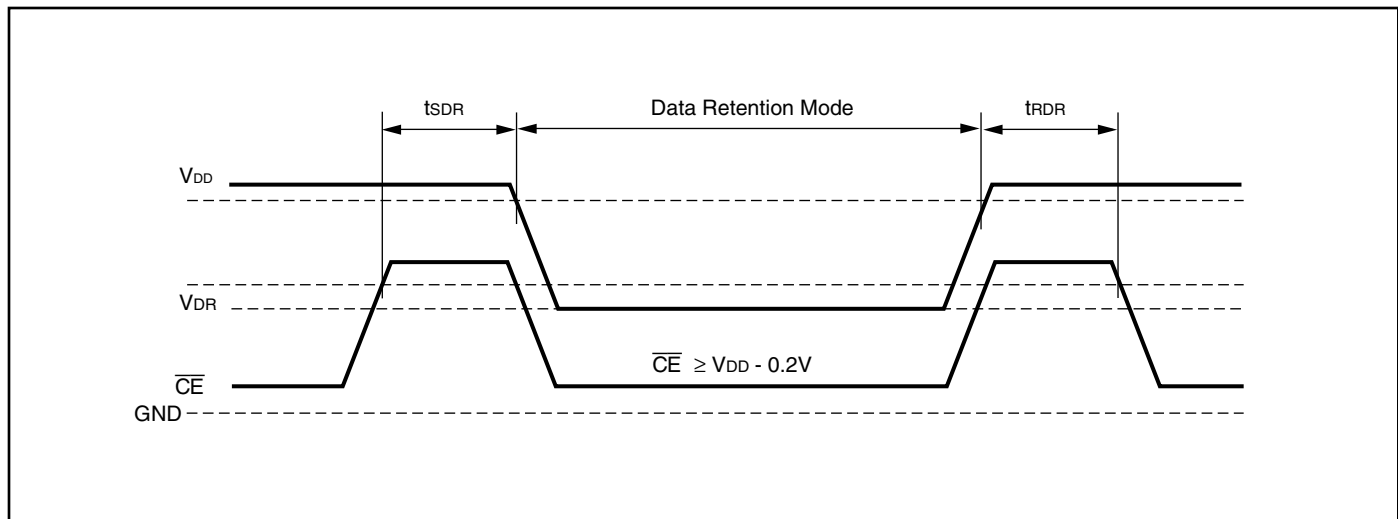 tSDR Data Retention Mode tRDR
VDD
VDR
CE ≥ VDD - 0.2V
CE
GND